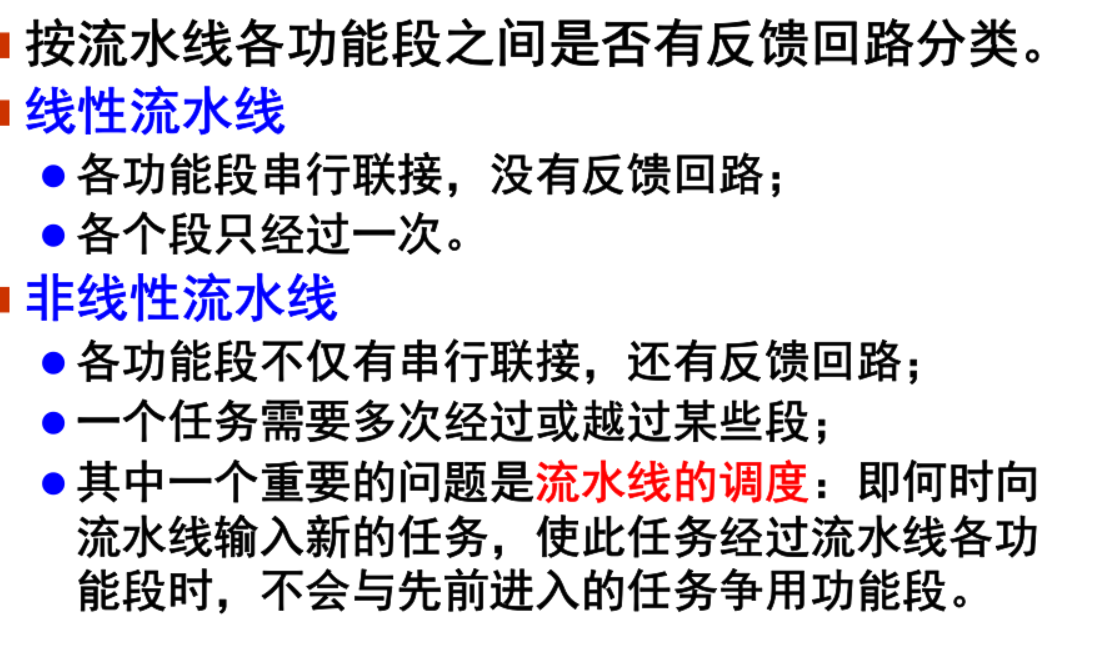 按流水线各功能段之间是否有反馈回路分类。
线性流水线
各功能段串行联接，没有反馈回路；
各个段只经过一次。
非线性流水线
各功能段不仅有串行联接，还有反馈回路；
一个任务需要多次经过或越过某些段；
其中一个重要的问题是流水线的调度：即何时向
流水线输入新的任务，使此任务经过流水线各功
能段时，不会与先前进入的任务争用功能段。